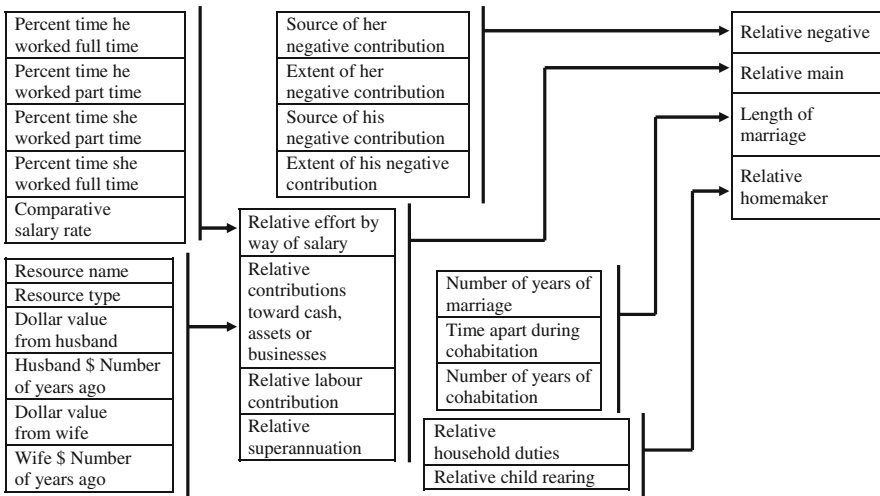 Percent time he
worked full time
Percent time he
worked part time
Percent time she
worked part time
Percent time she
worked full time
Comparative
salary rate
Resource name
Resource type
Dollar value
from husband
Husband $ Number
of years ago
Dollar value
from wife
Wife $ Number
of years ago
Source of her
negative contribution
Extent of her
negative contribution
Source of his
negative contribution
Extent of his negative
contribution
Relative effort by
way of salary
Relative
contributions
toward cash,
assets or
businesses
Relative labour
contribution
Relative
superannuation
Number of years of
marriage
Time apart during
cohabitation
Number of years of
cohabitation
Relative
household duties
Relative child rearing
Relative negative
Relative main
Length of
marriage
Relative
homemaker